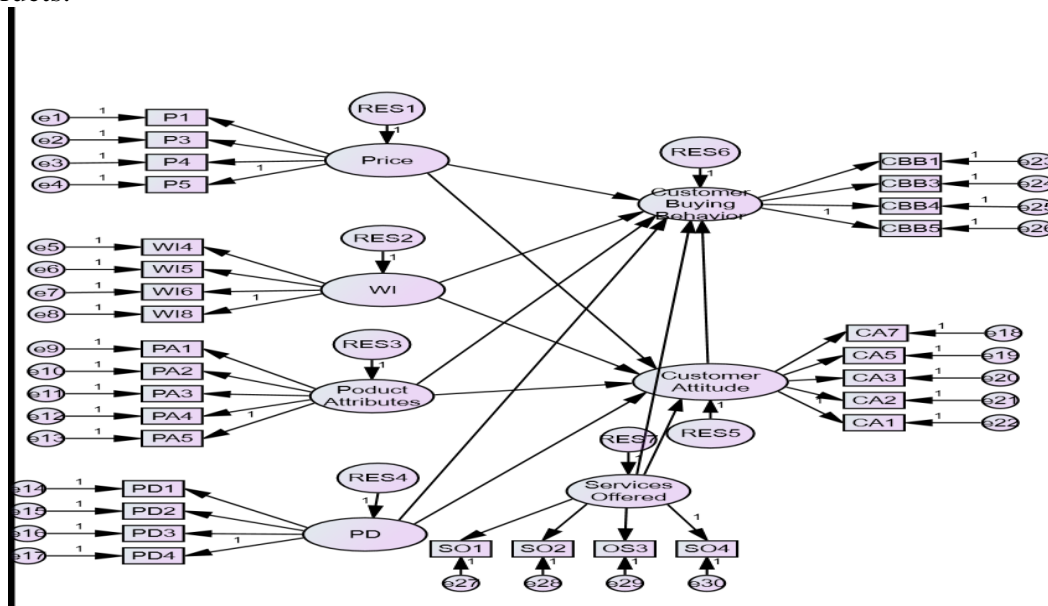 ructs.
RES1
e1 1 P1
e2 1 P3
e3 1 P4
e4 1 P5
1
1
Price
RES6
1
Customer
Buying
Behavior
CBB1 1 e23
CBB3 1 e24
CBB4 1 e25
CBB5 1 e26
1
RES2
1
e5 1 WI4
e6 1 WI5
e7 1 WI6
e8 1 WI8
1
WI
RES3
1
e9 1 PA1
e10 1 PA2
e11 1 PA3
e12 1 PA4
e13 1 PA5
1
Poduct
Attributes
Customer
Attitude
CA7 1 e18
CA5 1 e19
CA3 1 e20
CA2 1 e21
CA1 1 e22
1
1
RES5
RES7
1
Services
Offered
RES4
1
e14 1 PD1
e15 1 PD2
e16 1 PD3
e17 1 PD4
1
PD
1
SO1 SO2 OS3 SO4
1 1 1 1
e27 e28 e29 e30